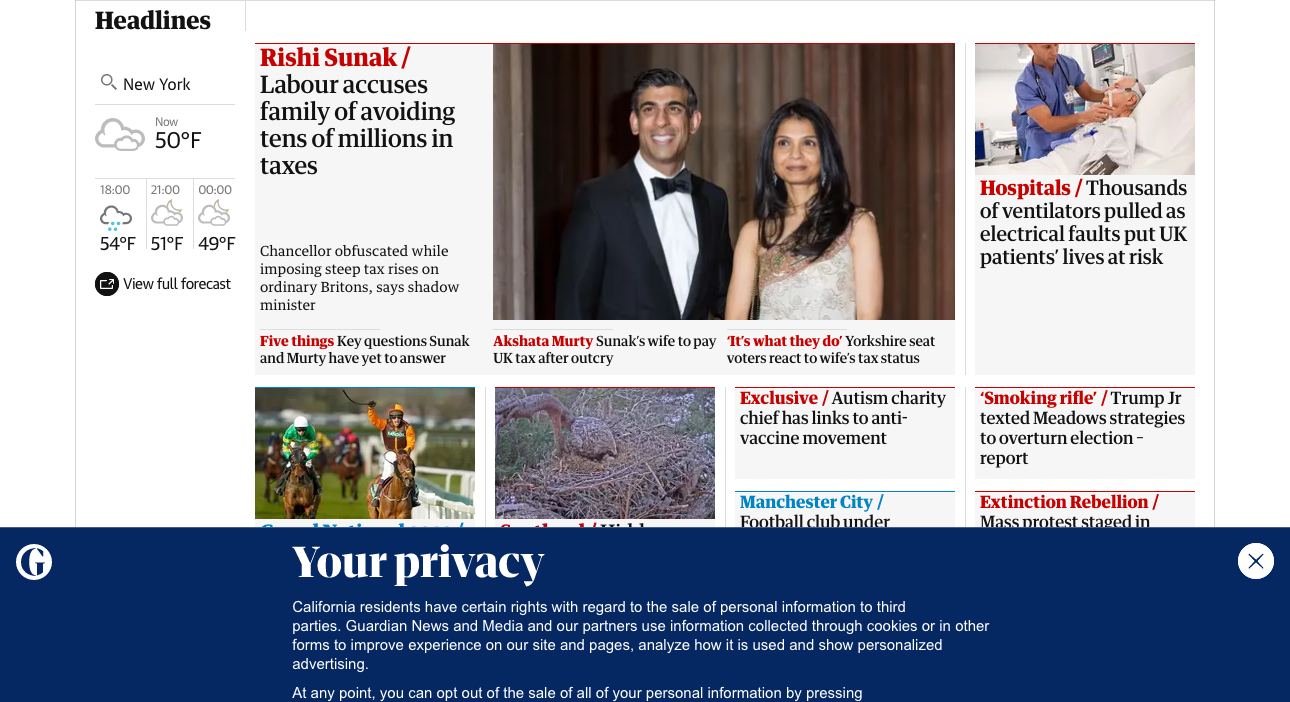 Headlines
New York
Now
50°F
18:00
21:00
00:00
54°F
51°F
49°F
View full forecast
Rishi Sunak /
Labour accuses
family of avoiding
tens of millions in
taxes
Chancellor obfuscated while
imposing steep tax rises on
ordinary Britons, says shadow
minister
Five things Key questions Sunak
and Murty have yet to answer
Akshata Murty Sunak's wife to pay
UK tax after outcry
'It's what they do' Yorkshire seat
voters react to wife's tax status
Hospitals / Thousands
of ventilators pulled as
electrical faults put UK
patients' lives at risk
Exclusive / Autism charity
chief has links to anti-
vaccine movement
'Smoking rifle' / Trump Jr
texted Meadows strategies
to overturn election –
report
Manchester City /
Football club under
Extinction Rebellion /
Mass protest staged in
Your privacy
California residents have certain rights with regard to the sale of personal information to third
parties. Guardian News and Media and our partners use information collected through cookies or in other
forms to improve experience on our site and pages, analyze how it is used and show personalized
advertising.
At any point, you can opt out of the sale of all of your personal information by pressing